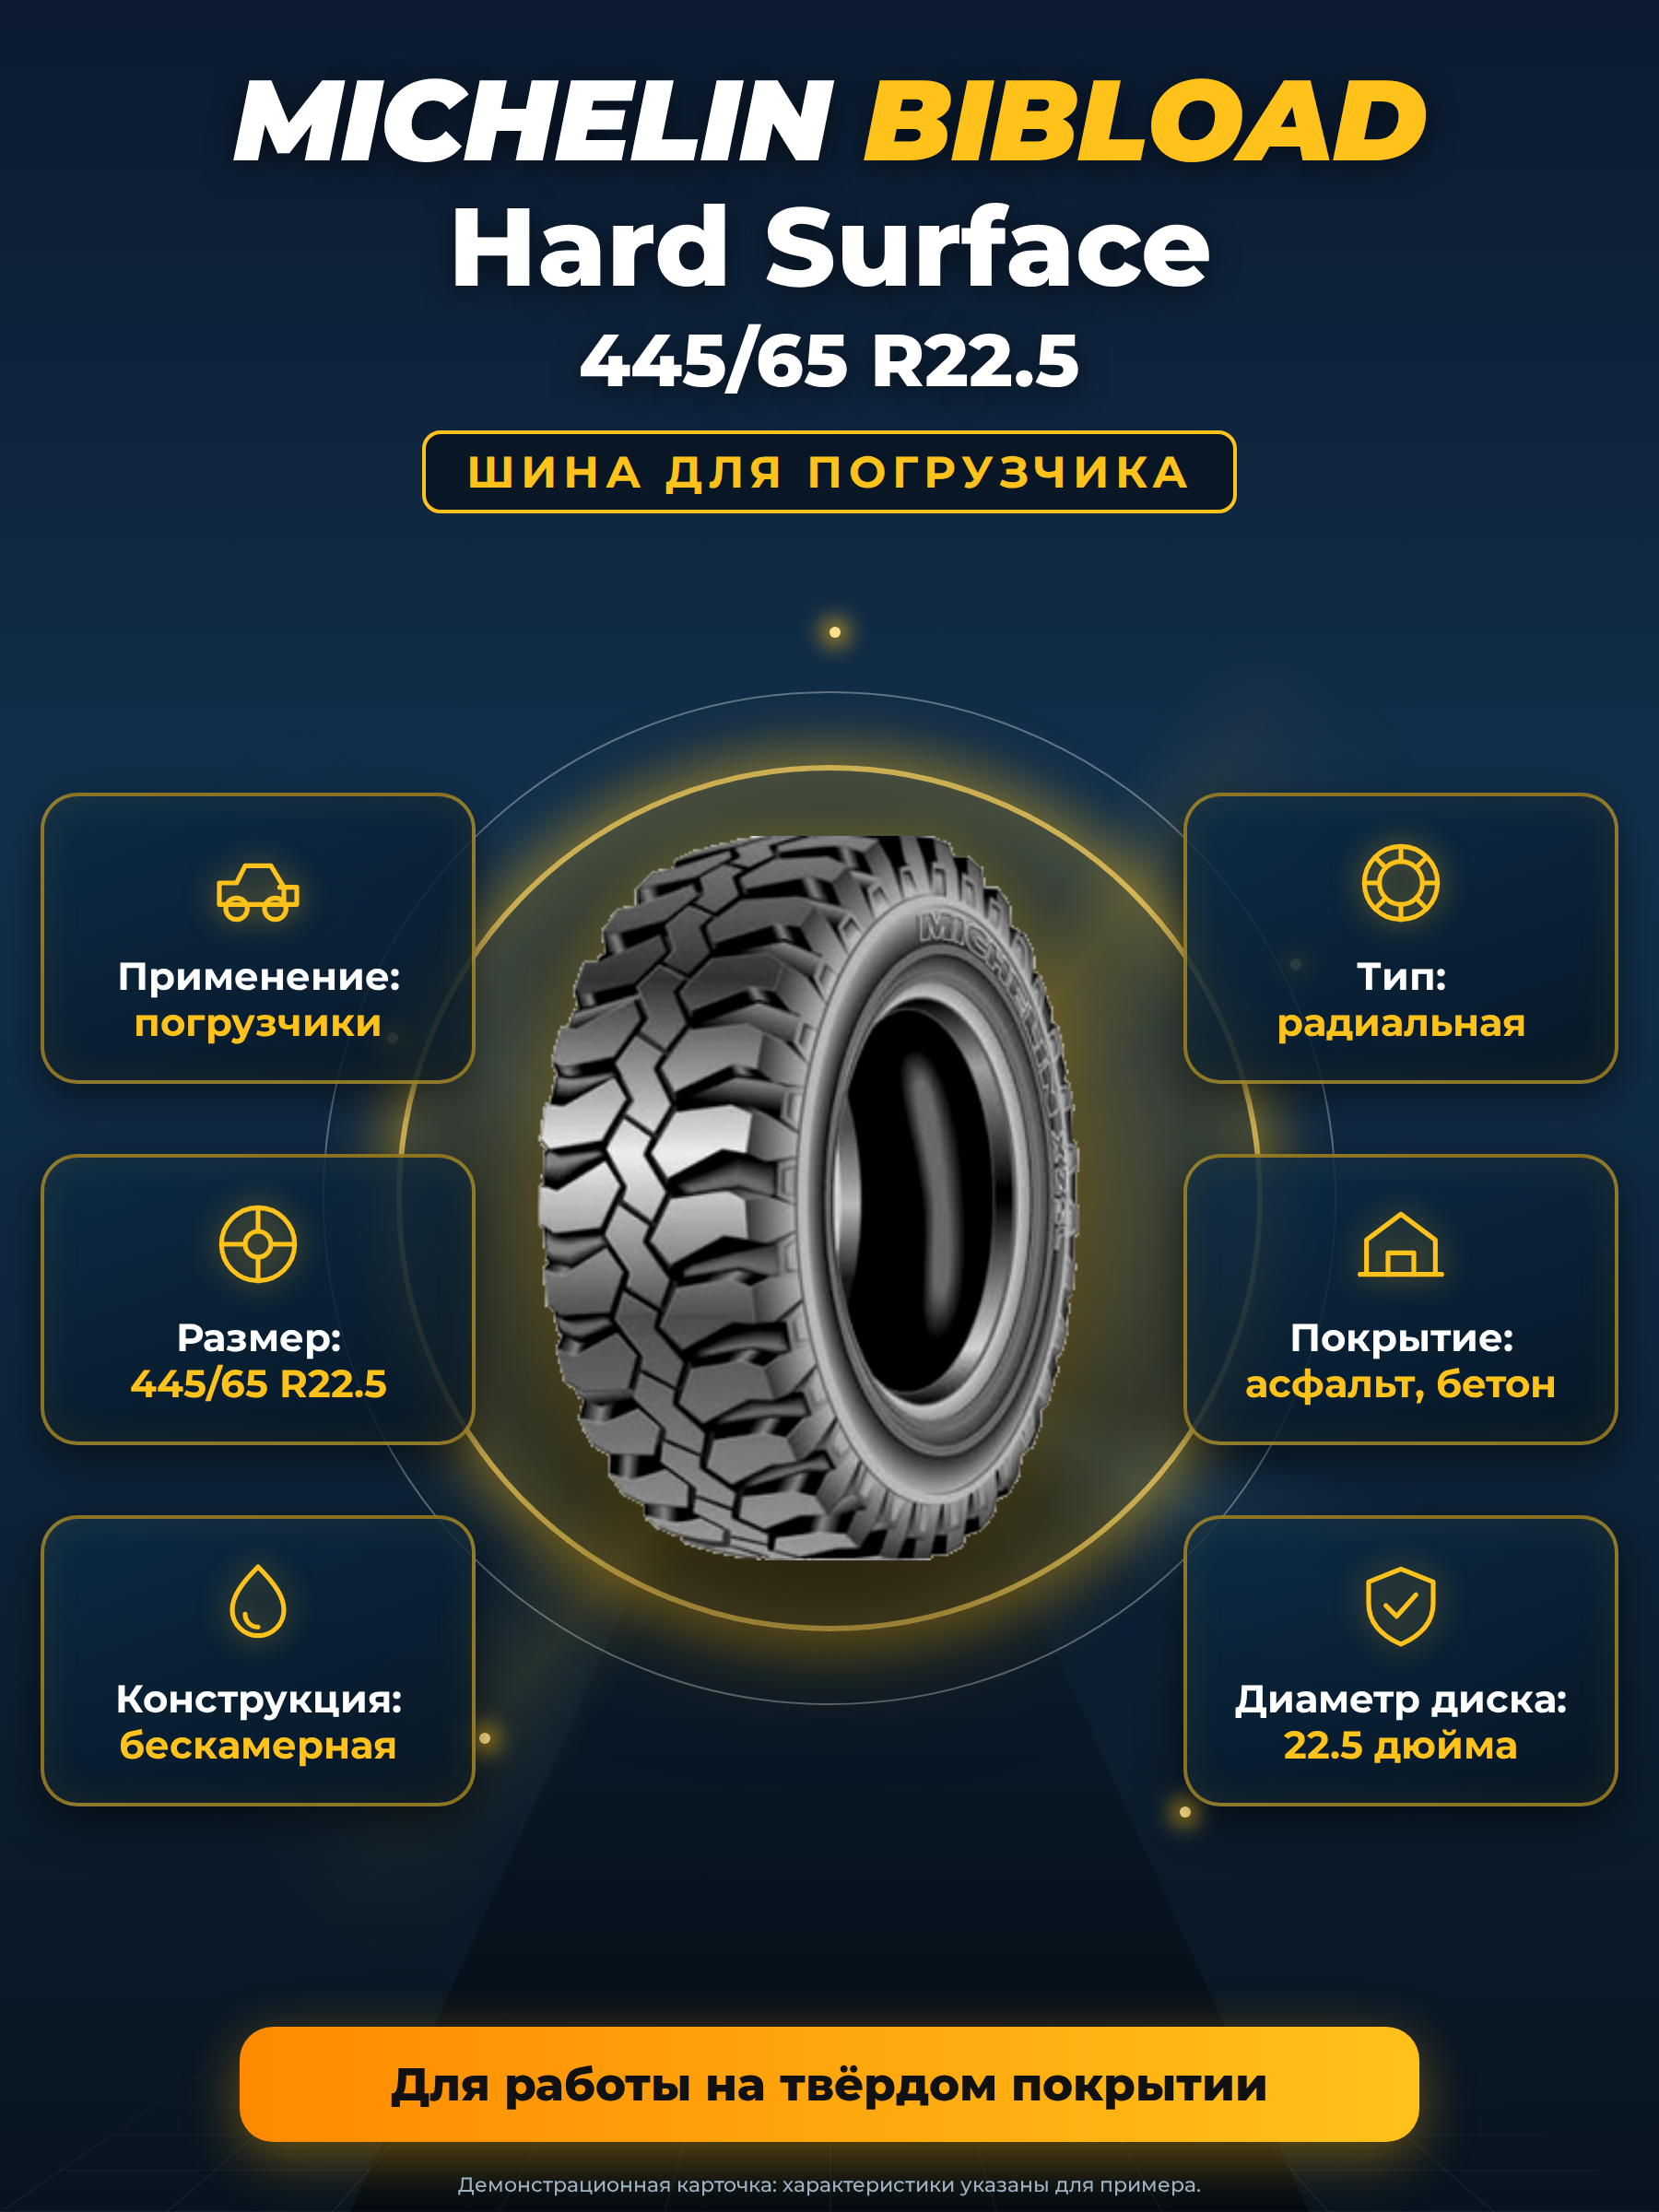 MICHELIN BIBLOAD
Hard Surface
445/65 R22.5
ШИНА ДЛЯ ПОГРУЗЧИКА
MICHELIN
Применение:
погрузчики
Тип:
радиальная
Размер:
445/65 R22.5
Покрытие:
асфальт, бетон
Конструкция:
бескамерная
Диаметр диска:
22.5 дюйма
Для работы на твёрдом покрытии
Демонстрационная карточка: характеристики указаны для примера.